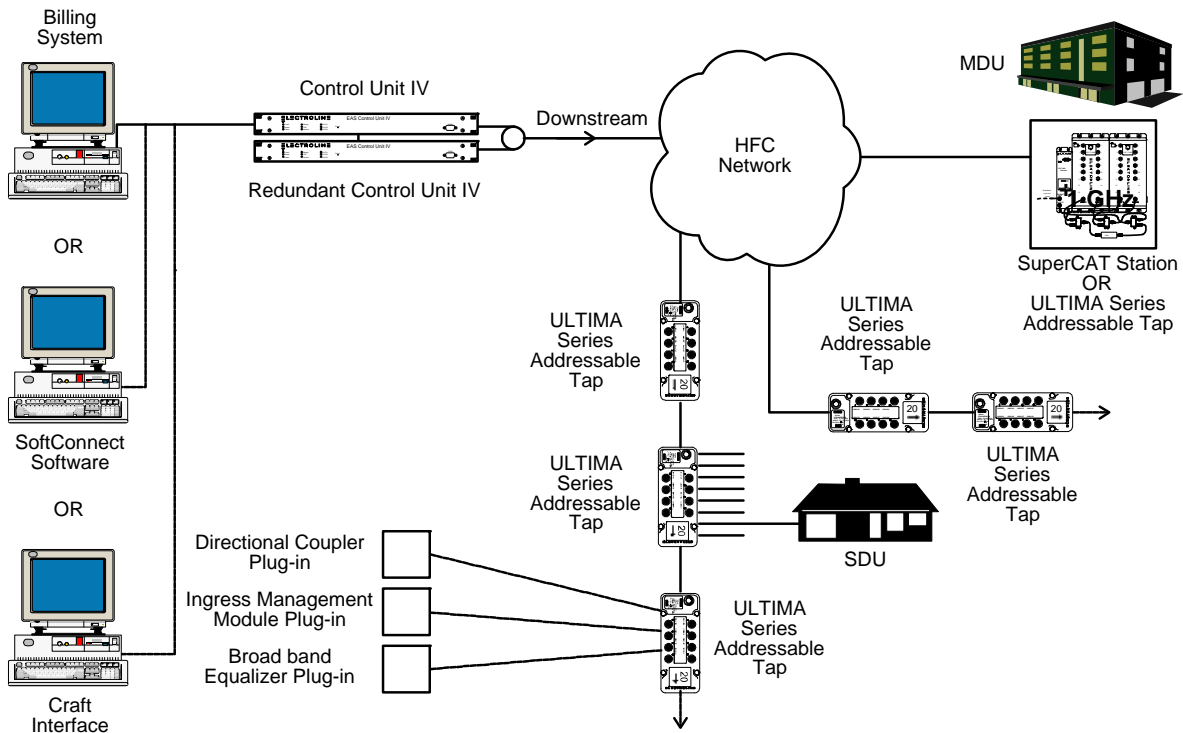 Billing
System
OR
SoftConnect
Software
OR
Craft
Interface
Control Unit IV
ELECTROLINE
EAS Control Unit IV
ELECTROLINE
EAS Control Unit IV
Redundant Control Unit IV
Downstream
HFC
Network
MDU
1 GHz
SuperCAT Station
OR
ULTIMA Series
Addressable Tap
ULTIMA
Series
Addressable
Tap
20
ULTIMA
Series
Addressable
Tap
20
20
ULTIMA
Series
Addressable
Tap
ULTIMA
Series
Addressable
Tap
20
SDU
Directional Coupler
Plug-in
Ingress Management
Module Plug-in
Broad band
Equalizer Plug-in
20
ULTIMA
Series
Addressable
Tap